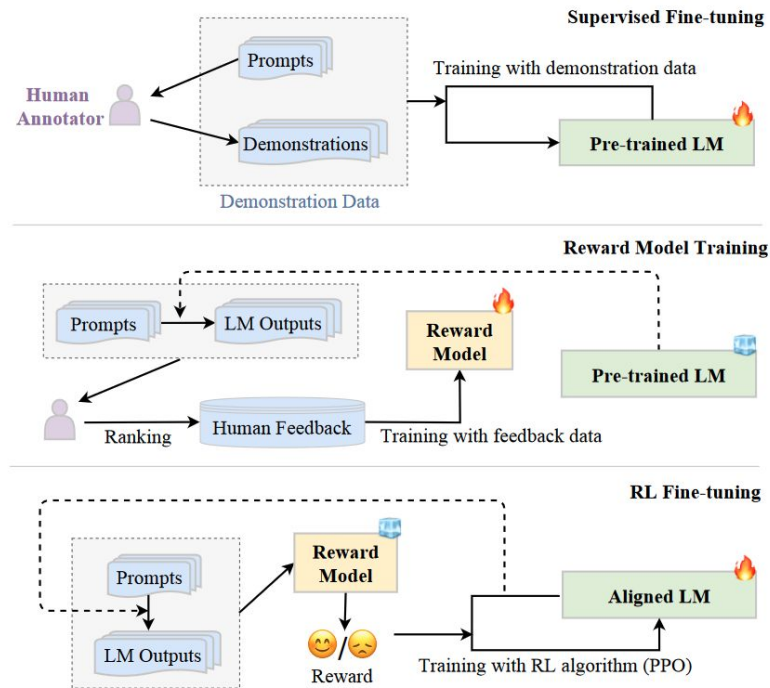 Supervised Fine-tuning
Prompts
Training with demonstration data
Human
Annotator
Demonstrations
Pre-trained LM
Demonstration Data
Reward Model Training
Prompts
LM Outputs
Reward
Model
Pre-trained LM
Ranking
Human Feedback
Training with feedback data
RL Fine-tuning
Prompts
Reward
Model
Aligned LM
LM Outputs
/
Reward
Training with RL algorithm (PPO)